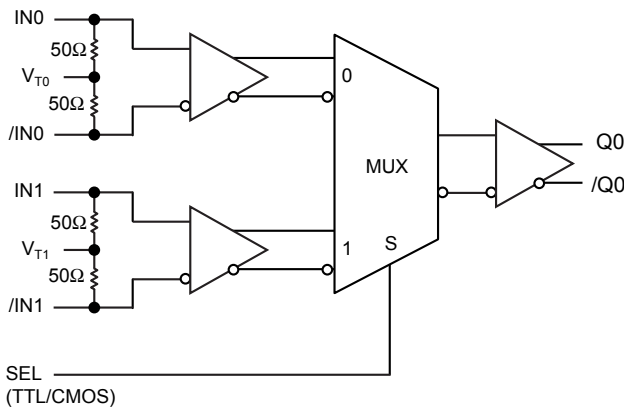 IN0
50Ω
VT0
50Ω
/IN0
0
MUX
Q0
/Q0
IN1
50Ω
VT1
50Ω
/IN1
1
S
SEL
(TTL/CMOS)